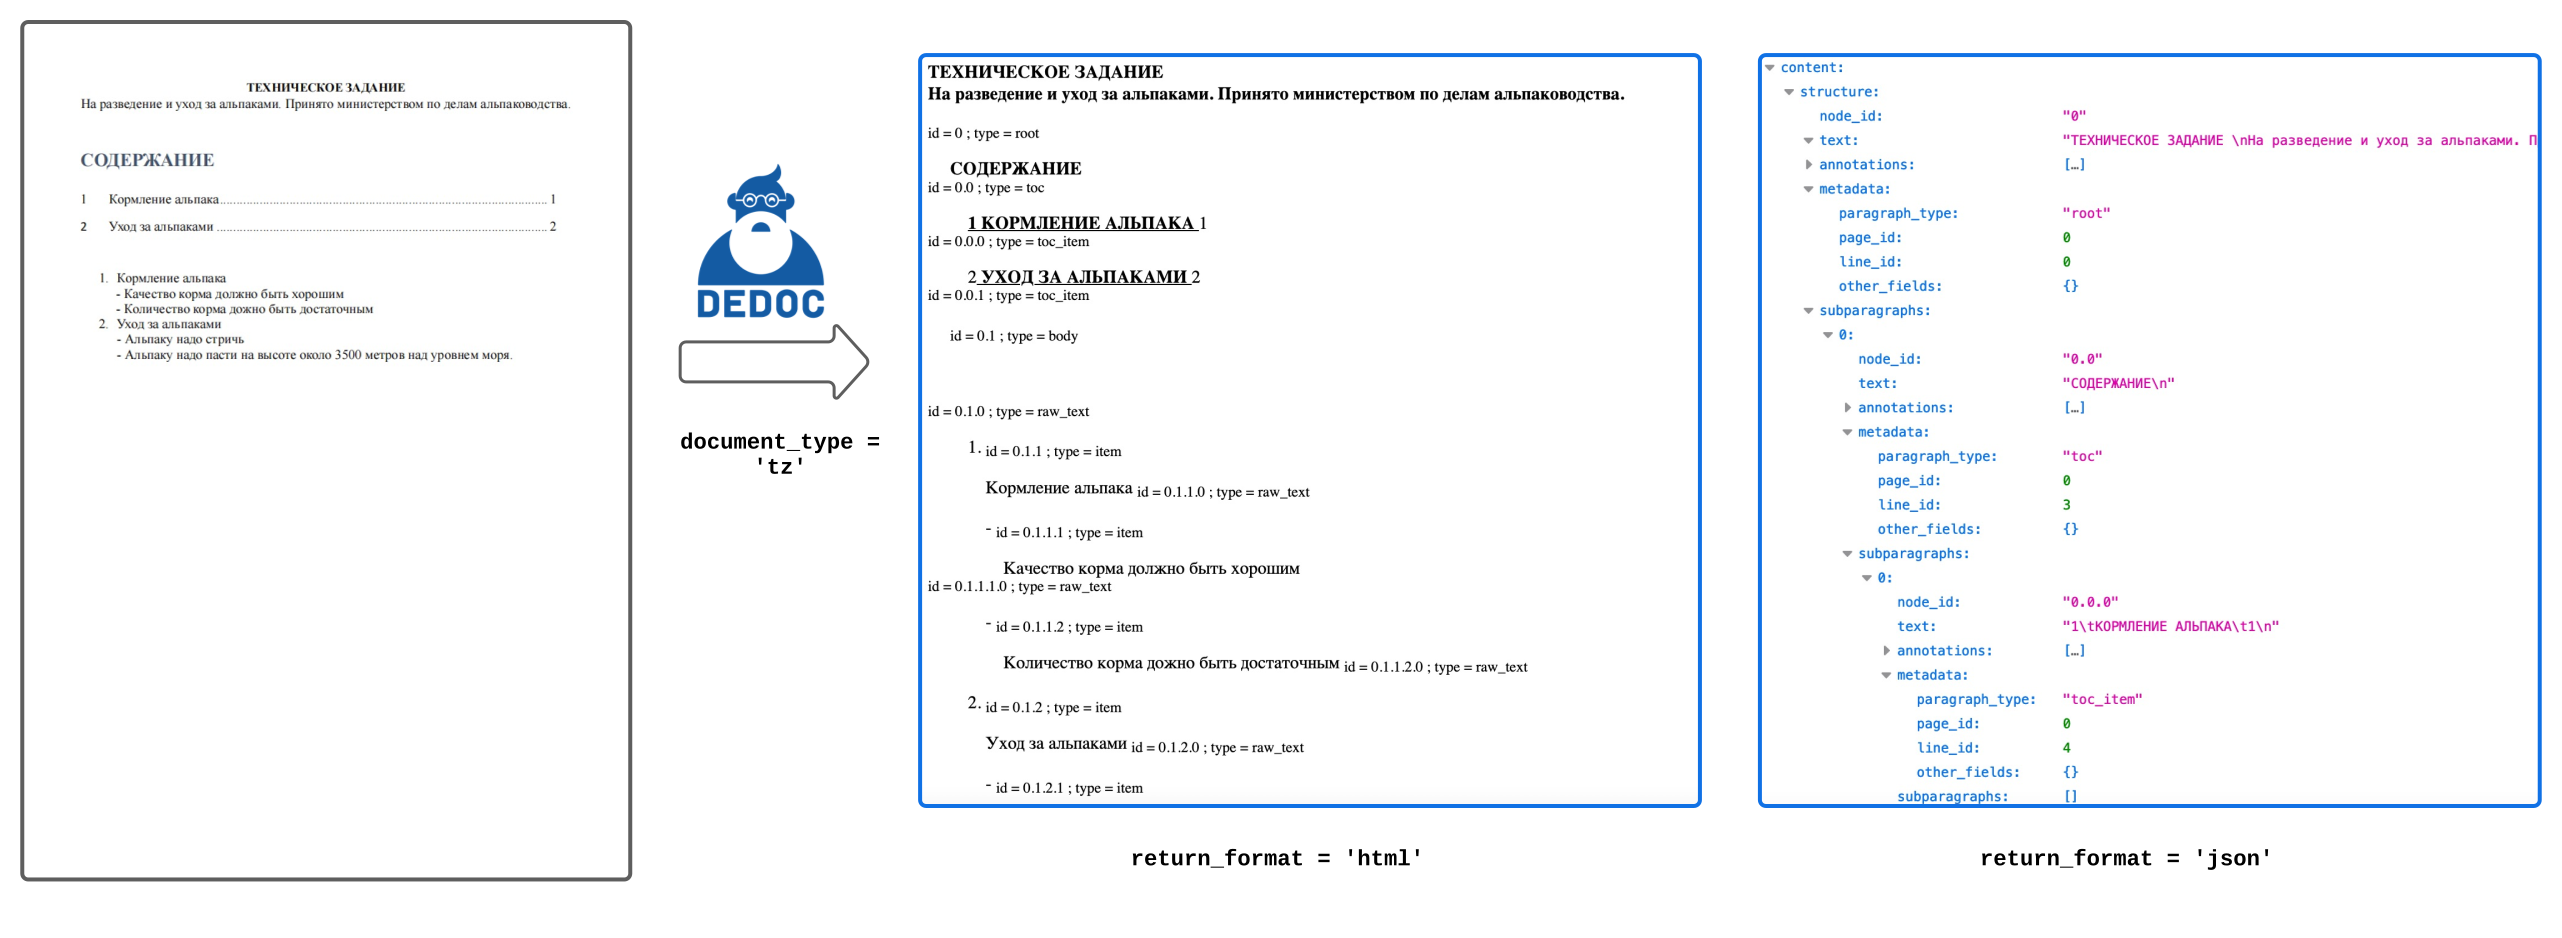 ТЕХНИЧЕСКОЕ ЗАДАНИЕ
На разведение и уход за альпаками. Принято министерством по делам альпаководства.
СОДЕРЖАНИЕ
1 Кормление альпака 1
2 Уход за альпаками 2
1. Кормление альпака
- Качество корма должно быть хорошим
- Количество корма дожно быть достаточным
2. Уход за альпаками
- Альпаку надо стричь
- Альпаку надо пасти на высоте около 3500 метров над уровнем моря.
DEDOC
document_type =
'tz'
ТЕХНИЧЕСКОЕ ЗАДАНИЕ
На разведение и уход за альпаками. Принято министерством по делам альпаководства.
id = 0 ; type = root
СОДЕРЖАНИЕ
id = 0.0 ; type = toc
1 КОРМЛЕНИЕ АЛЬПАКА 1
id = 0.0.0 ; type = toc_item
2 УХОД ЗА АЛЬПАКАМИ 2
id = 0.0.1 ; type = toc_item
id = 0.1 ; type = body
id = 0.1.0 ; type = raw_text
1. id = 0.1.1 ; type = item
Кормление альпака id = 0.1.1.0 ; type = raw_text
- id = 0.1.1.1 ; type = item
Качество корма должно быть хорошим
id = 0.1.1.1.0 ; type = raw_text
- id = 0.1.1.2 ; type = item
Количество корма дожно быть достаточным id = 0.1.1.2.0 ; type = raw_text
2. id = 0.1.2 ; type = item
Уход за альпаками id = 0.1.2.0 ; type = raw_text
- id = 0.1.2.1 ; type = item
return_format = 'html'
content:
structure:
node_id: "0"
text: "ТЕХНИЧЕСКОЕ ЗАДАНИЕ \nНа разведение и уход за альпаками. П
annotations: […]
metadata:
paragraph_type: "root"
page_id: 0
line_id: 0
other_fields: {}
subparagraphs:
0:
node_id: "0.0"
text: "СОДЕРЖАНИЕ\n"
annotations: […]
metadata:
paragraph_type: "toc"
page_id: 0
line_id: 3
other_fields: {}
subparagraphs:
0:
node_id: "0.0.0"
text: "1\tКОРМЛЕНИЕ АЛЬПАКА\t1\n"
annotations: […]
metadata:
paragraph_type: "toc_item"
page_id: 0
line_id: 4
other_fields: {}
subparagraphs: []
return_format = 'json'